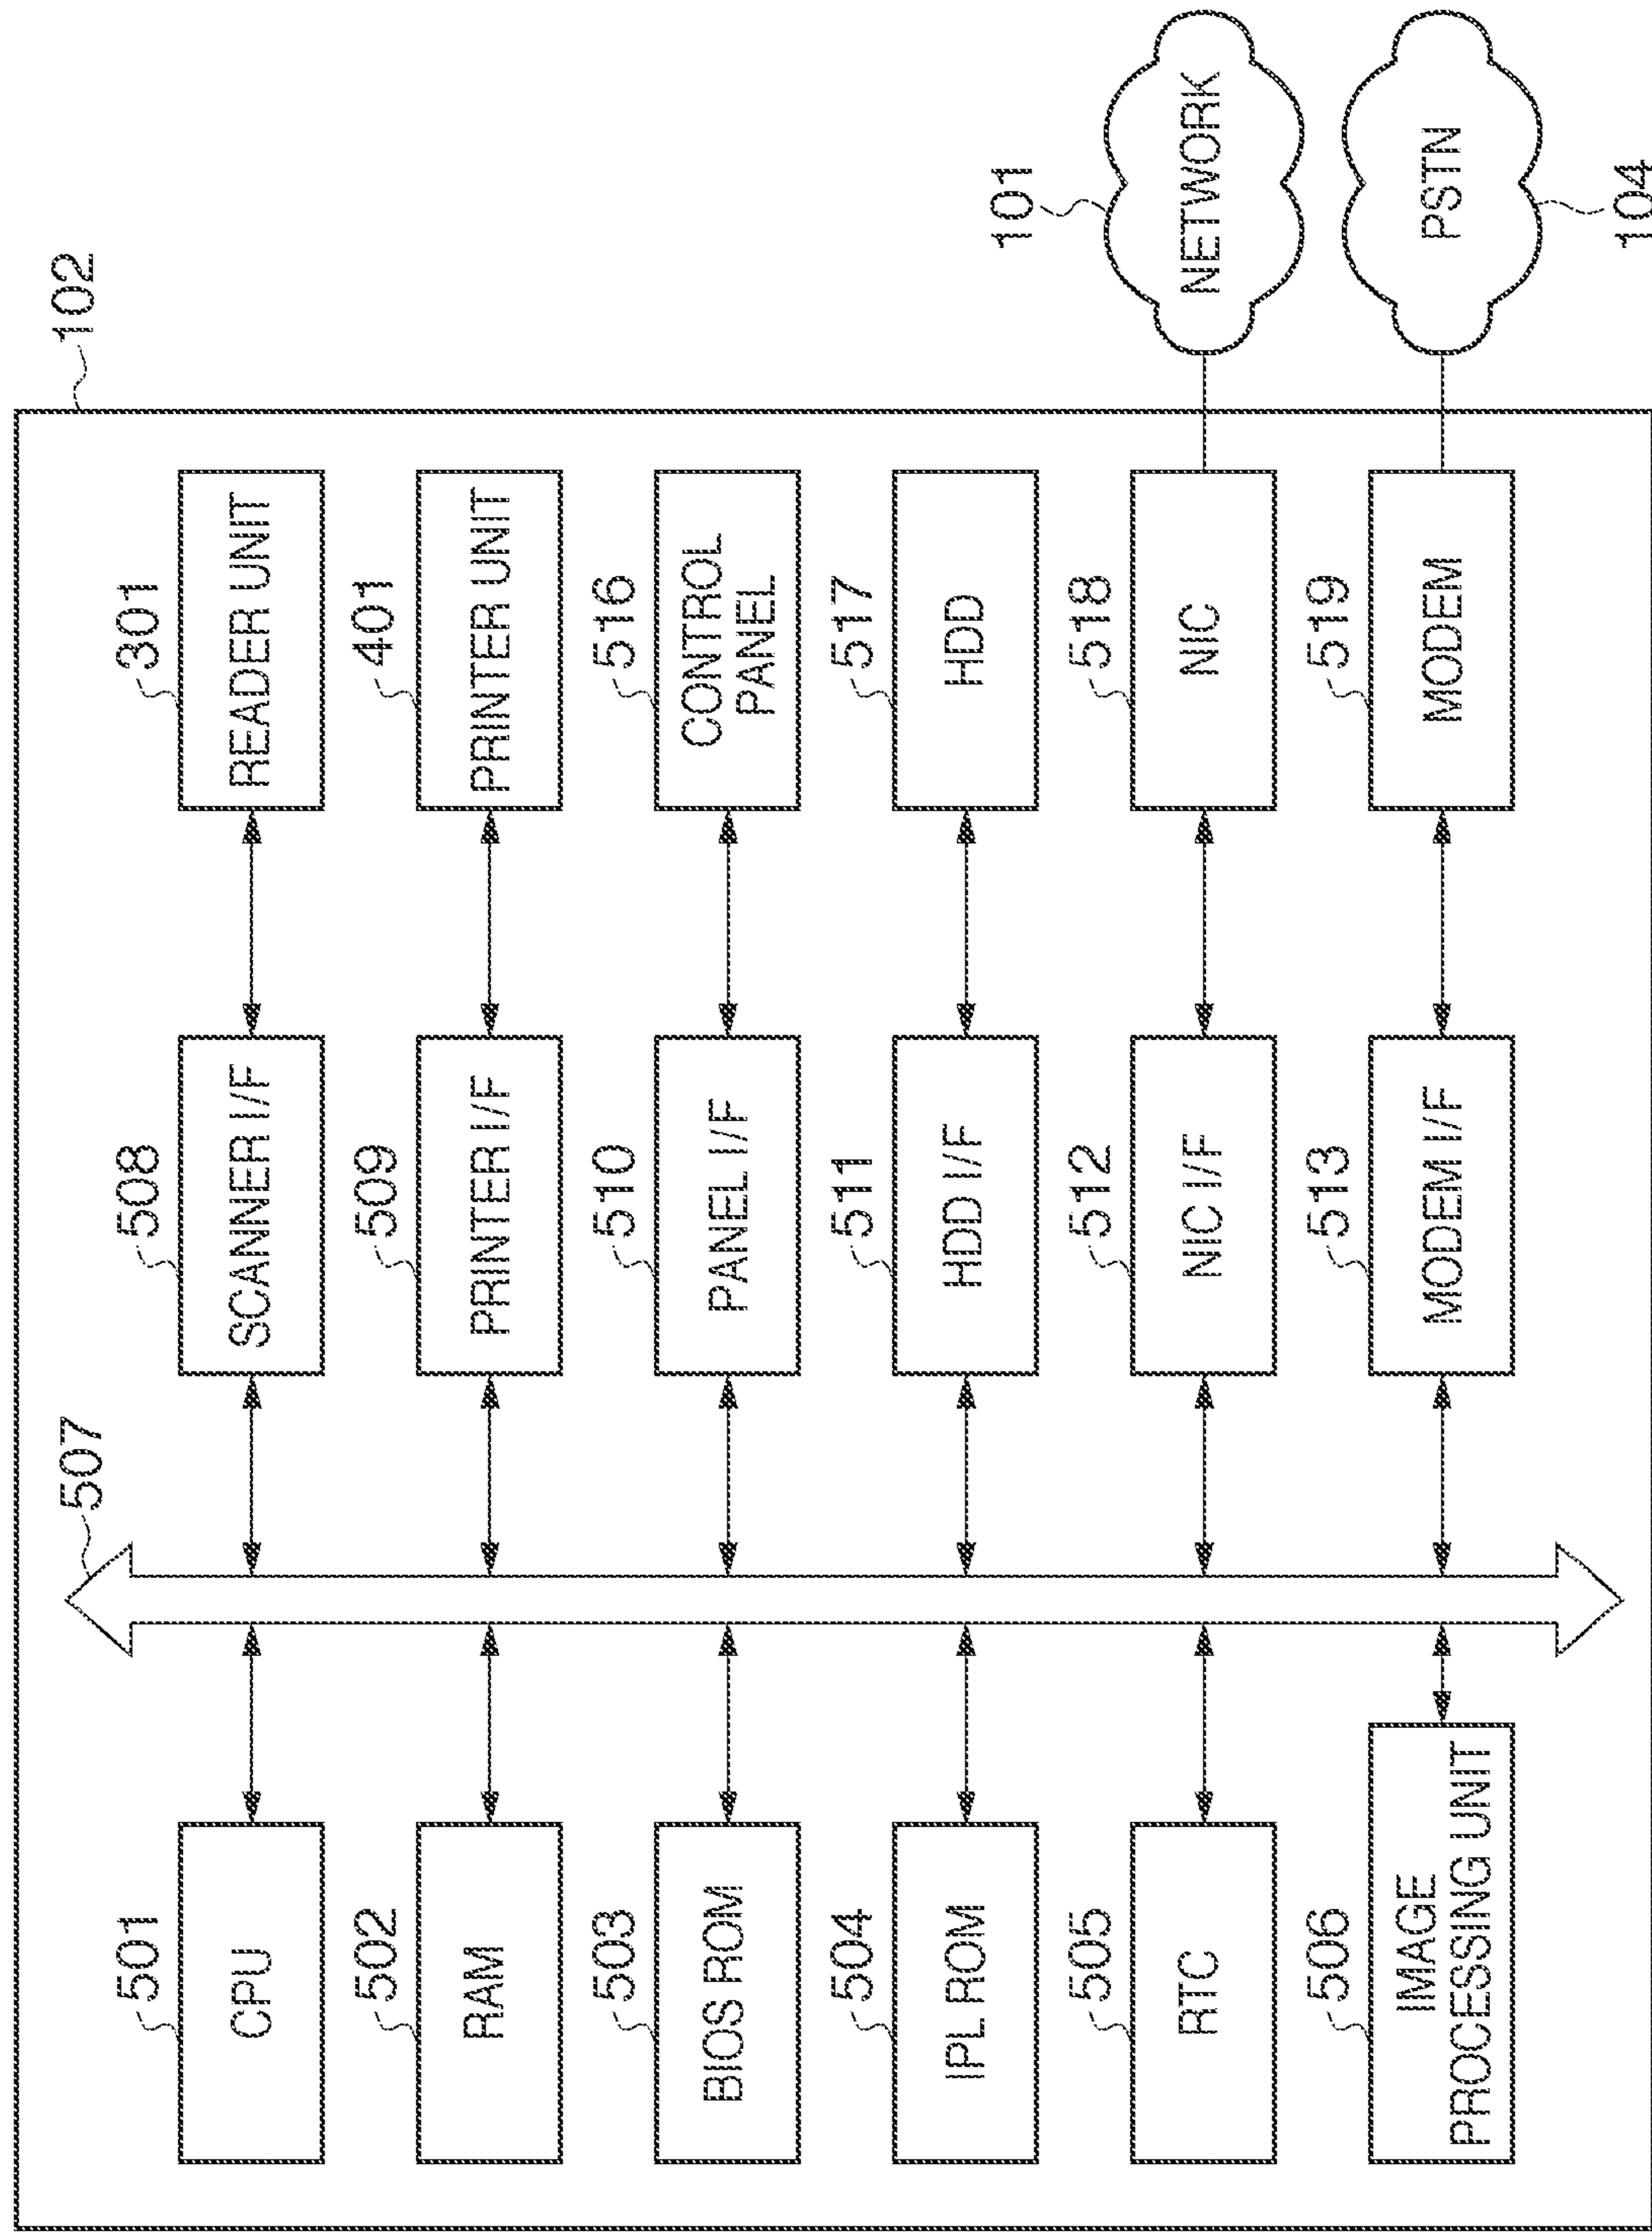 102
507
501
CPU
508
SCANNER I/F
301
READER UNIT
502
RAM
509
PRINTER I/F
401
PRINTER UNIT
503
BIOS ROM
510
PANEL I/F
516
CONTROL
PANEL
504
IPL ROM
511
HDD I/F
517
HDD
505
RTC
512
NIC I/F
518
NIC
101
NETWORK
506
IMAGE
PROCESSING UNIT
513
MODEM I/F
519
MODEM
PSTN
104